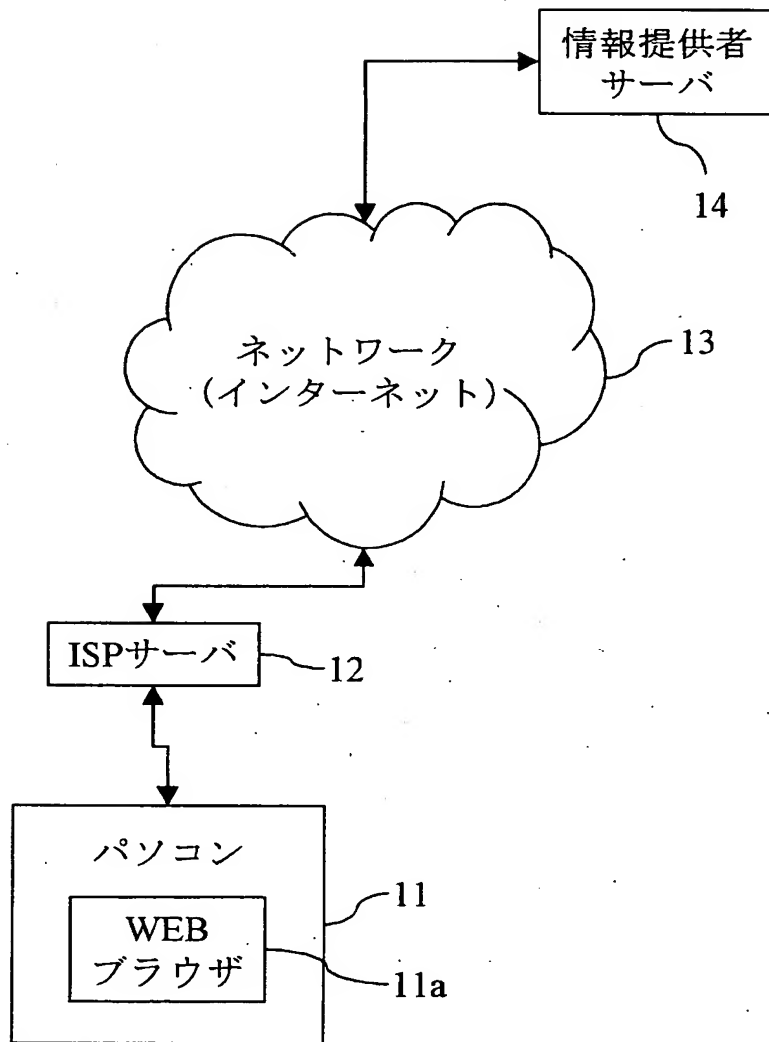 情報提供者
サーバ
14
ネットワーク
(インターネット)
13
ISPサーバ
12
パソコン
11
WEB
ブラウザ
11a